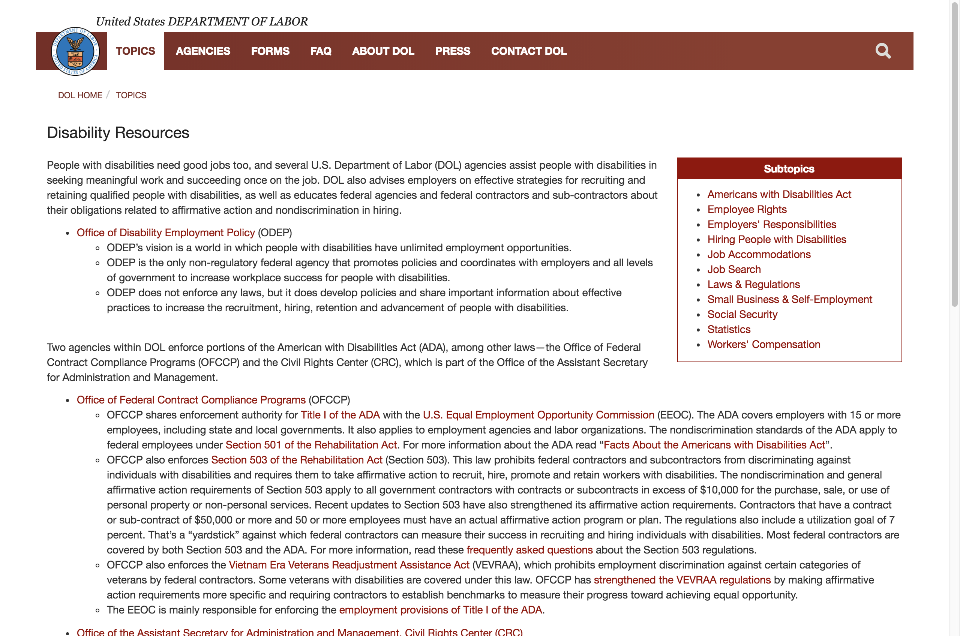 United States DEPARTMENT OF LABOR
TOPICS AGENCIES FORMS FAQ ABOUT DOL PRESS CONTACT DOL
DOL HOME / TOPICS
Disability Resources
People with disabilities need good jobs too, and several U.S. Department of Labor (DOL) agencies assist people with disabilities in
seeking meaningful work and succeeding once on the job. DOL also advises employers on effective strategies for recruiting and
retaining qualified people with disabilities, as well as educates federal agencies and federal contractors and sub-contractors about
their obligations related to affirmative action and nondiscrimination in hiring.
Office of Disability Employment Policy (ODEP)
ODEP's vision is a world in which people with disabilities have unlimited employment opportunities.
ODEP is the only non-regulatory federal agency that promotes policies and coordinates with employers and all levels
of government to increase workplace success for people with disabilities.
ODEP does not enforce any laws, but it does develop policies and share important information about effective
practices to increase the recruitment, hiring, retention and advancement of people with disabilities.
Subtopics
Americans with Disabilities Act
Employee Rights
Employers' Responsibilities
Hiring People with Disabilities
Job Accommodations
Job Search
Laws & Regulations
Small Business & Self-Employment
Social Security
Statistics
Workers' Compensation
Two agencies within DOL enforce portions of the American with Disabilities Act (ADA), among other laws—the Office of Federal
Contract Compliance Programs (OFCCP) and the Civil Rights Center (CRC), which is part of the Office of the Assistant Secretary
for Administration and Management.
Office of Federal Contract Compliance Programs (OFCCP)
OFCCP shares enforcement authority for Title I of the ADA with the U.S. Equal Employment Opportunity Commission (EEOC). The ADA covers employers with 15 or more
employees, including state and local governments. It also applies to employment agencies and labor organizations. The nondiscrimination standards of the ADA apply to
federal employees under Section 501 of the Rehabilitation Act. For more information about the ADA read “Facts About the Americans with Disabilities Act”.
OFCCP also enforces Section 503 of the Rehabilitation Act (Section 503). This law prohibits federal contractors and subcontractors from discriminating against
individuals with disabilities and requires them to take affirmative action to recruit, hire, promote and retain workers with disabilities. The nondiscrimination and general
affirmative action requirements of Section 503 apply to all government contractors with contracts or subcontracts in excess of $10,000 for the purchase, sale, or use of
personal property or non-personal services. Recent updates to Section 503 have also strengthened its affirmative action requirements. Contractors that have a contract
or sub-contract of $50,000 or more and 50 or more employees must have an actual affirmative action program or plan. The regulations also include a utilization goal of 7
percent. That's a “yardstick” against which federal contractors can measure their success in recruiting and hiring individuals with disabilities. Most federal contractors are
covered by both Section 503 and the ADA. For more information, read these frequently asked questions about the Section 503 regulations.
OFCCP also enforces the Vietnam Era Veterans Readjustment Assistance Act (VEVRAA), which prohibits employment discrimination against certain categories of
veterans by federal contractors. Some veterans with disabilities are covered under this law. OFCCP has strengthened the VEVRAA regulations by making affirmative
action requirements more specific and requiring contractors to establish benchmarks to measure their progress toward achieving equal opportunity.
The EEOC is mainly responsible for enforcing the employment provisions of Title I of the ADA.
Office of the Assistant Secretary for Administration and Management, Civil Rights Center (CRC)